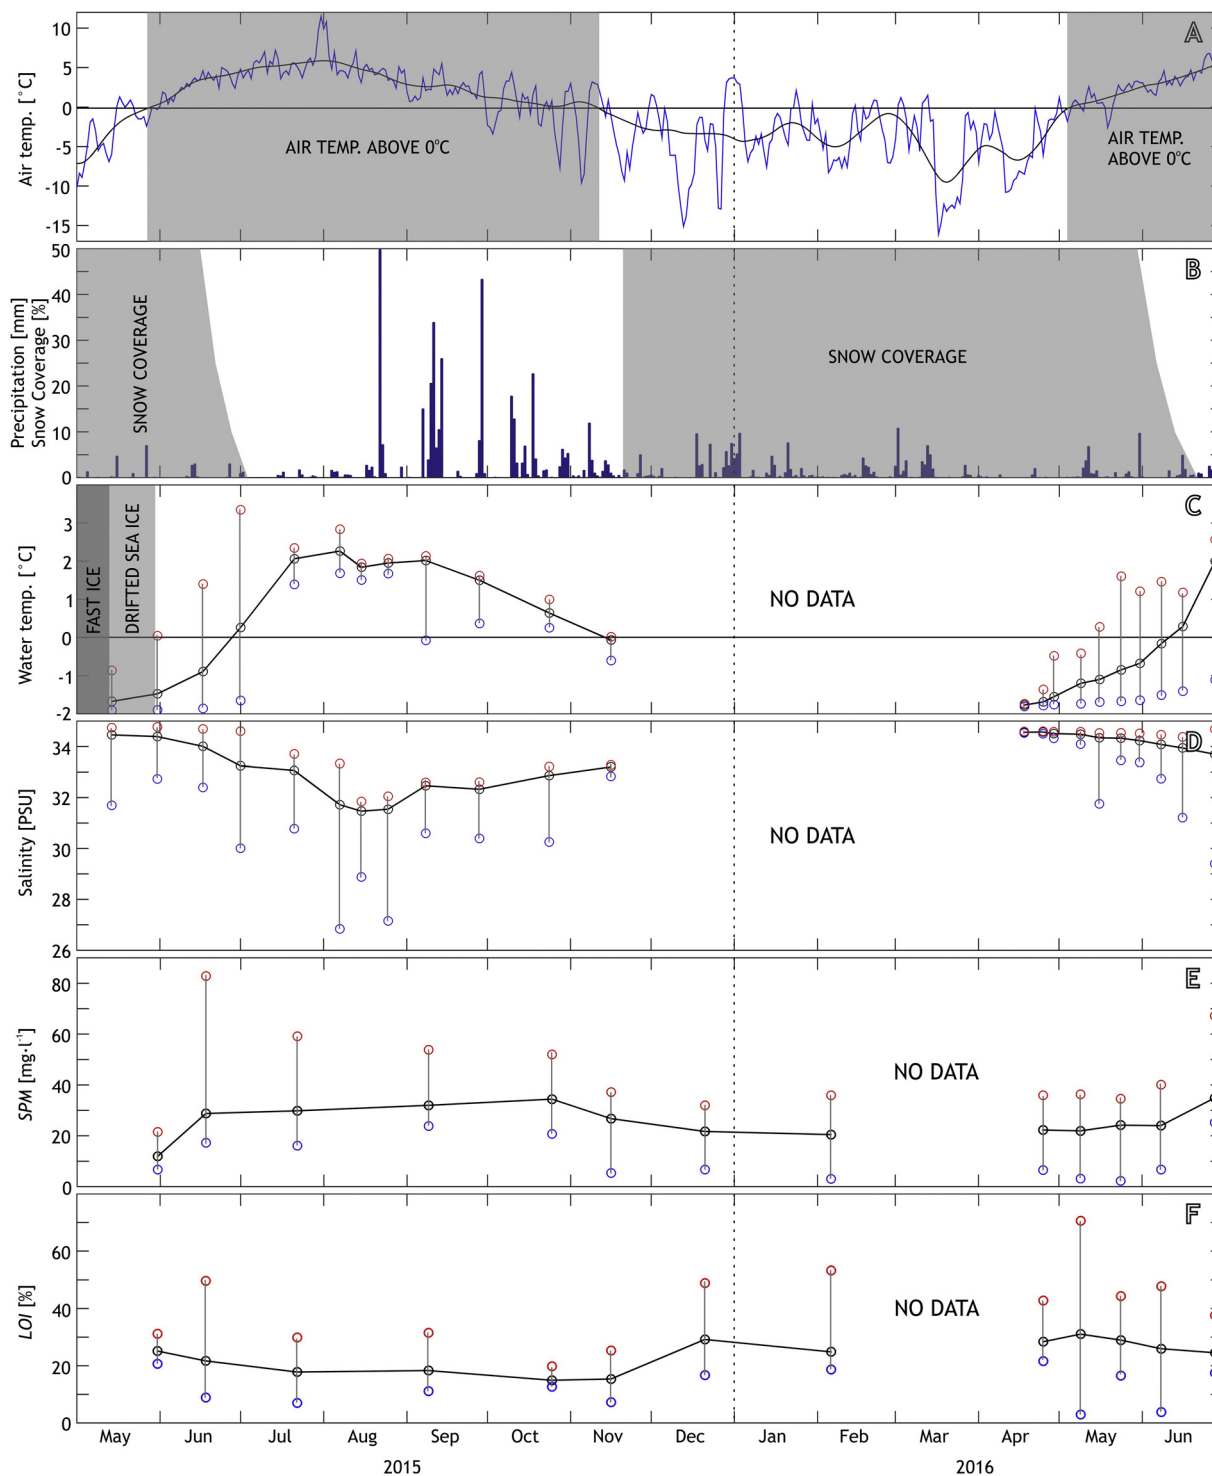 A
Air temp. [°C]
10
5
0
-5
-10
-15
AIR TEMP. ABOVE 0°C
AIR TEMP.
ABOVE 0°C
B
Precipitation [mm]
Snow Coverage [%]
50
40
30
20
10
0
SNOW COVERAGE
SNOW COVERAGE
C
Water temp. [°C]
3
2
1
0
-1
-2
FAST ICE
DRIFTED SEA ICE
NO DATA
D
Salinity [PSU]
34
32
30
28
26
NO DATA
E
SPM [mg·l⁻¹]
80
60
40
20
0
NO DATA
F
LOI [%]
60
40
20
0
NO DATA
May Jun Jul Aug Sep Oct Nov Dec Jan Feb Mar Apr May Jun
2015 2016